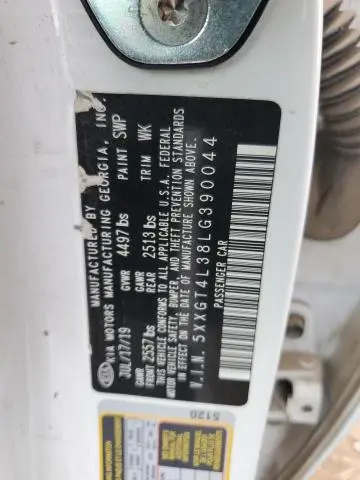 MANUFACTURED BY
KIA KIA MOTORS MANUFACTURING GEORGIA, INC.
JUL/17/19 GVWR 4497 lbs PAINT SWP
GAWR FRONT 2557 lbs GAWR REAR 2513 lbs TRIM WK
THIS VEHICLE CONFORMS TO ALL APPLICABLE U.S.A. FEDERAL
MOTOR VEHICLE SAFETY, BUMPER, AND THEFT PREVENTION STANDARDS
IN EFFECT ON THE DATE OF MANUFACTURE SHOWN ABOVE.
V.I.N. 5XXGT4L38LG390044
PASSENGER CAR
5120